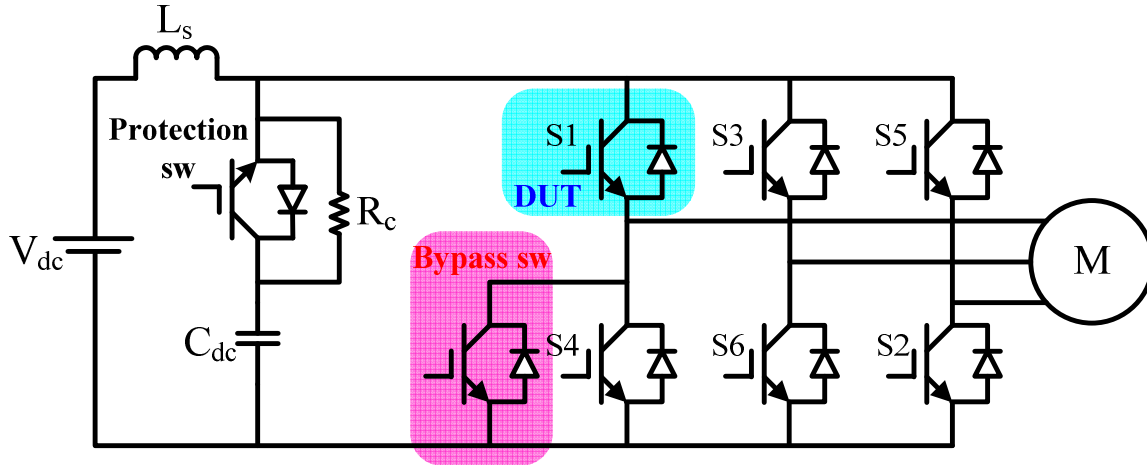 Ls
Protection
sw
Rc
Vdc
Cdc
S1
DUT
S3
S5
Bypass sw
S4
S6
S2
M